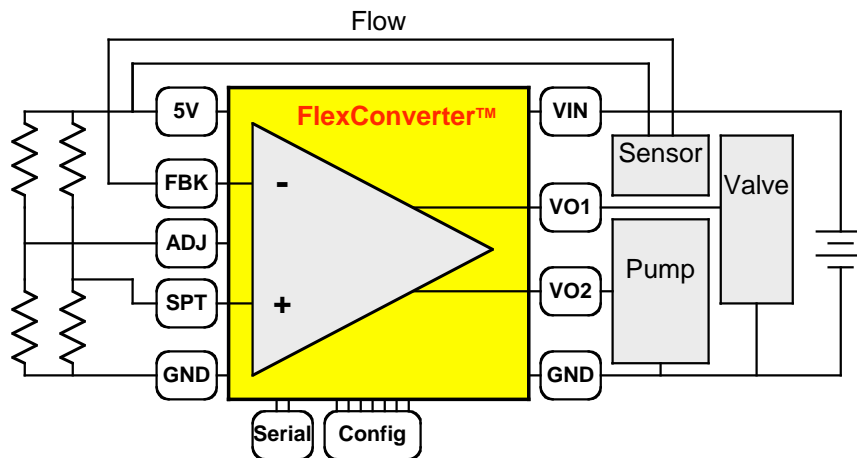 Flow
5V
FlexConverter™
VIN
FBK
-
Sensor
Valve
VO1
ADJ
Pump
SPT
+
VO2
GND
GND
Serial
Config